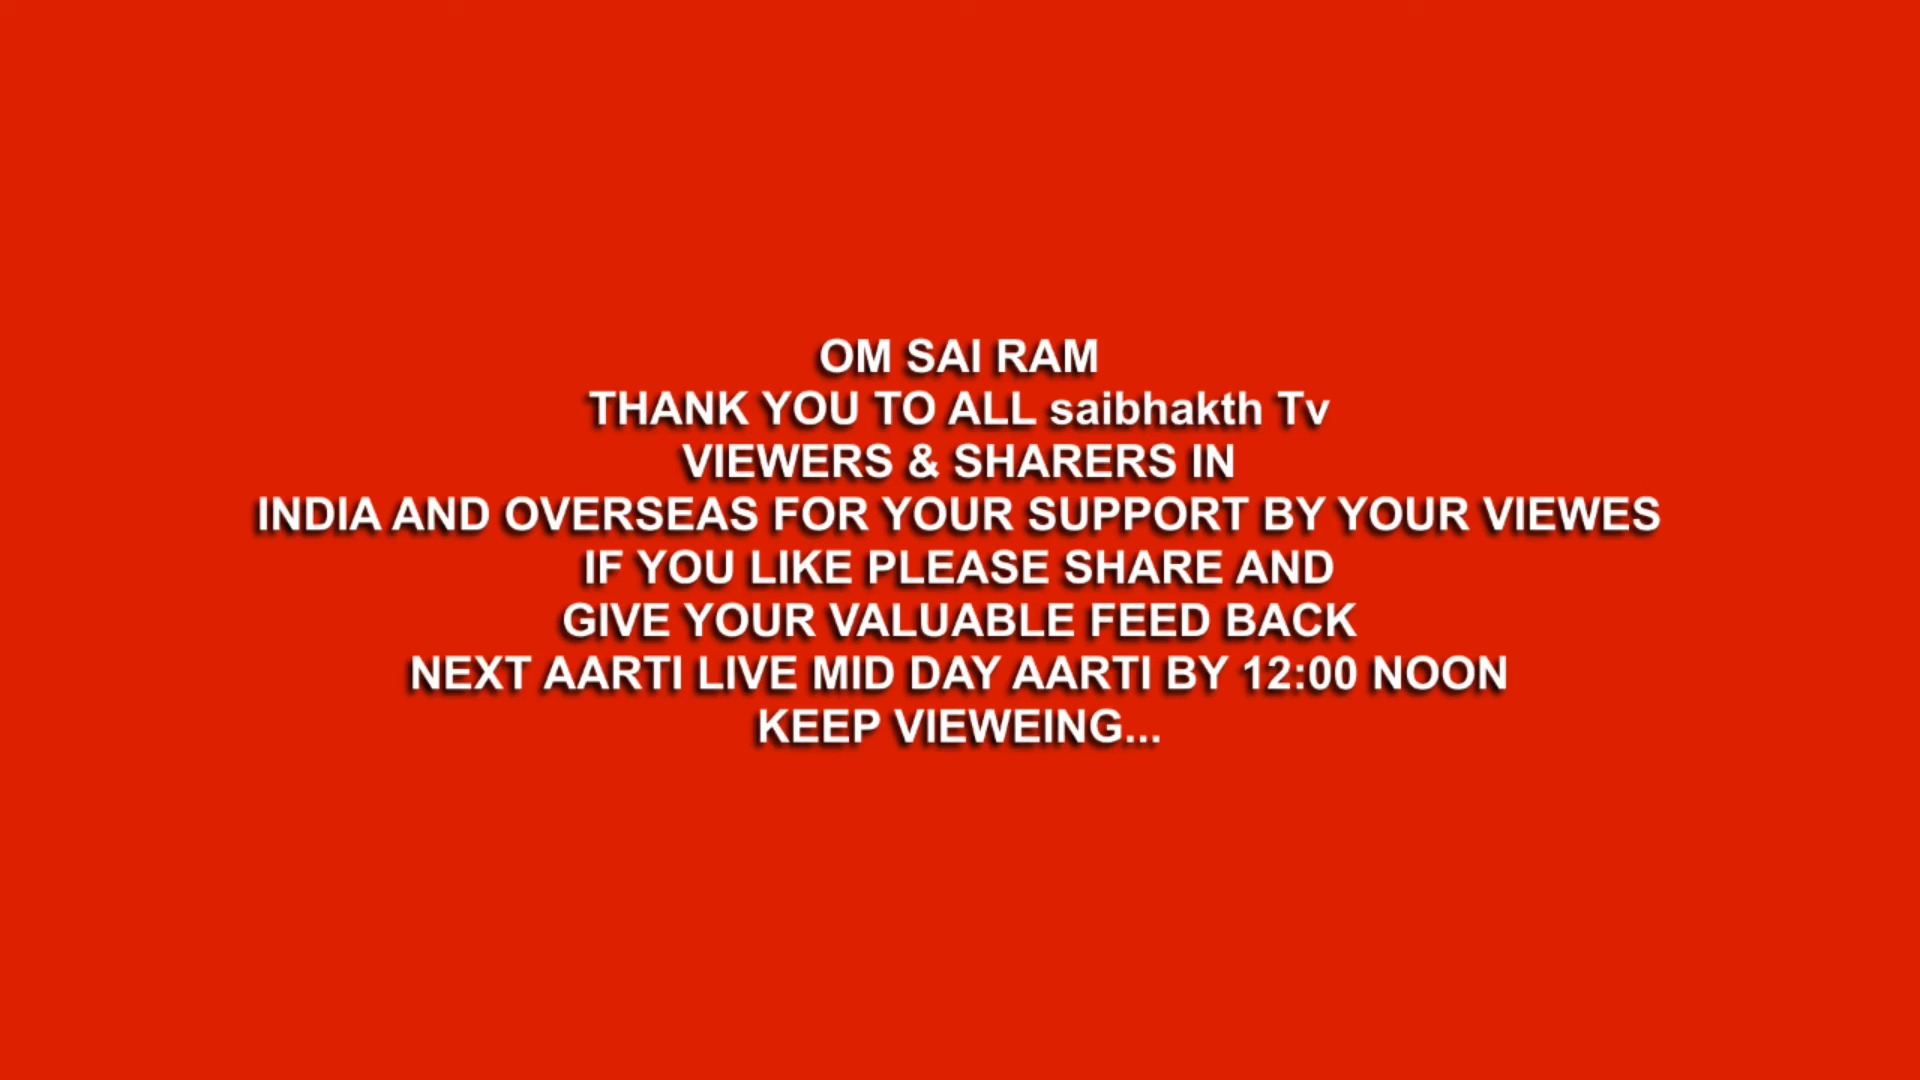 OM SAI RAM
THANK YOU TO ALL saibhakth Tv
VIEWERS & SHARERS IN
INDIA AND OVERSEAS FOR YOUR SUPPORT BY YOUR VIEWES
IF YOU LIKE PLEASE SHARE AND
GIVE YOUR VALUABLE FEED BACK
NEXT AARTI LIVE MID DAY AARTI BY 12:00 NOON
KEEP VIEWEING...